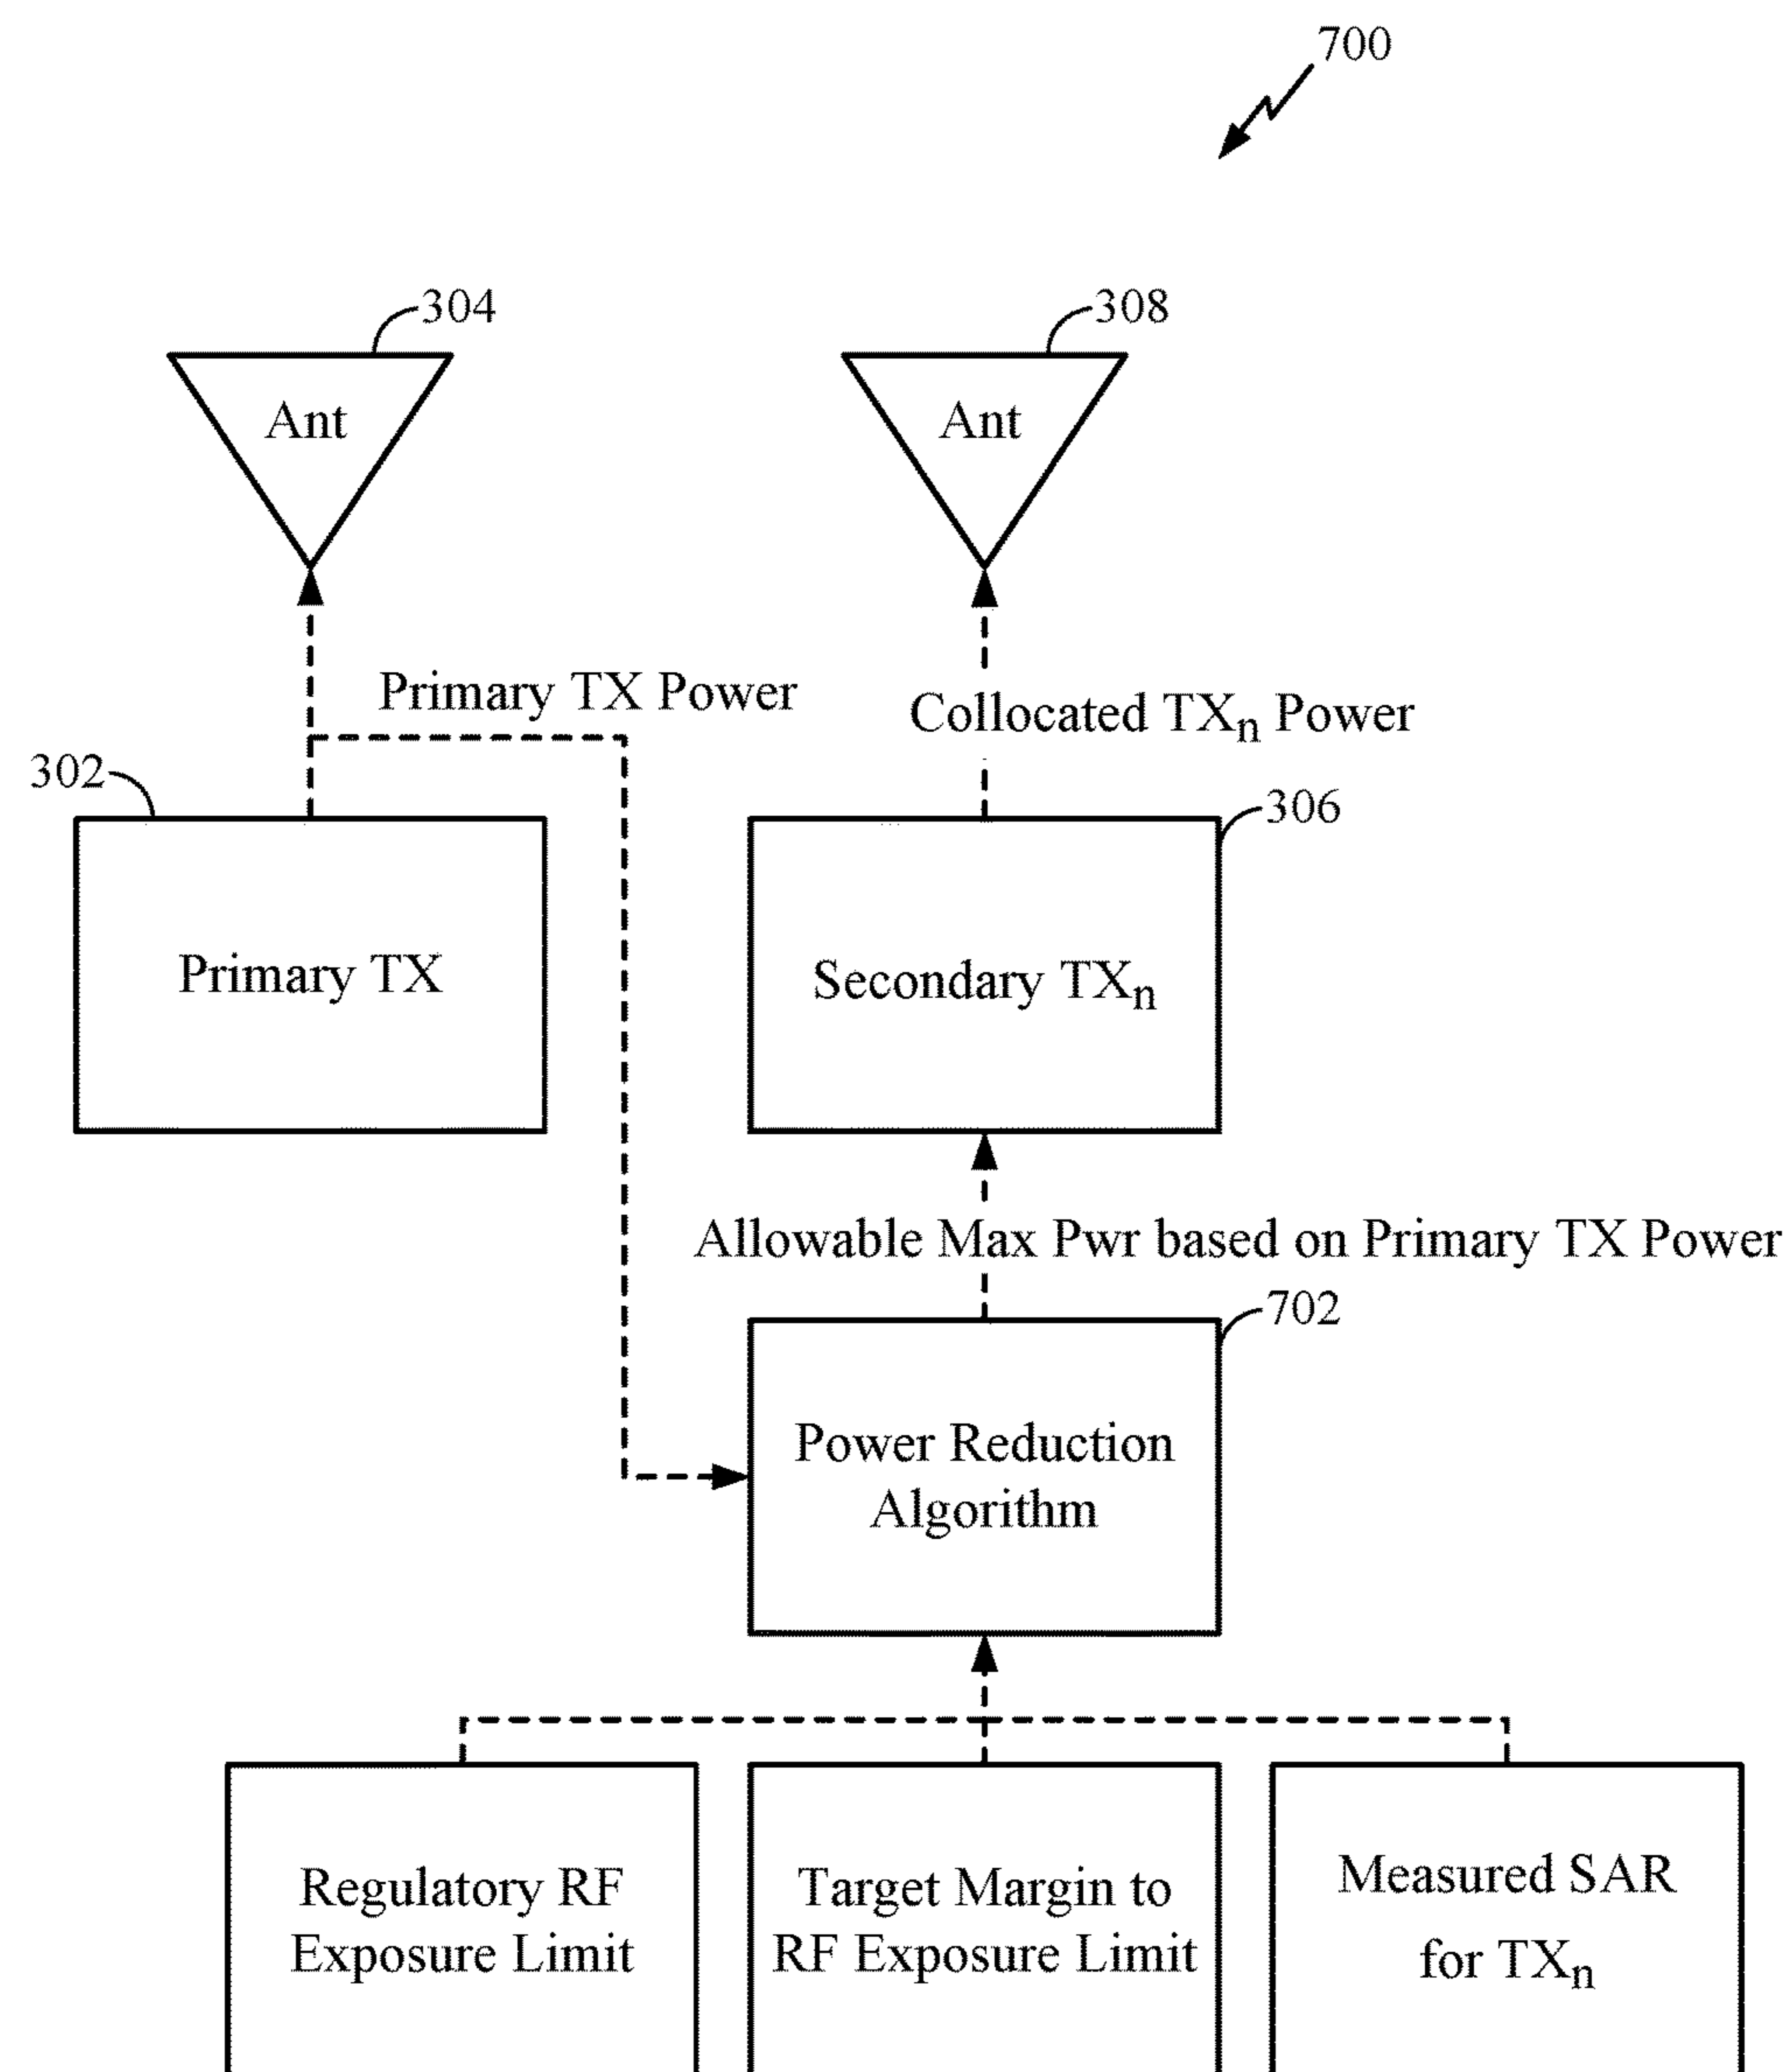 700
304
308
Ant
Ant
Primary TX Power
Collocated TXn Power
302
306
Primary TX
Secondary TXn
Allowable Max Pwr based on Primary TX Power
702
Power Reduction
Algorithm
Regulatory RF
Exposure Limit
Target Margin to
RF Exposure Limit
Measured SAR
for TXn